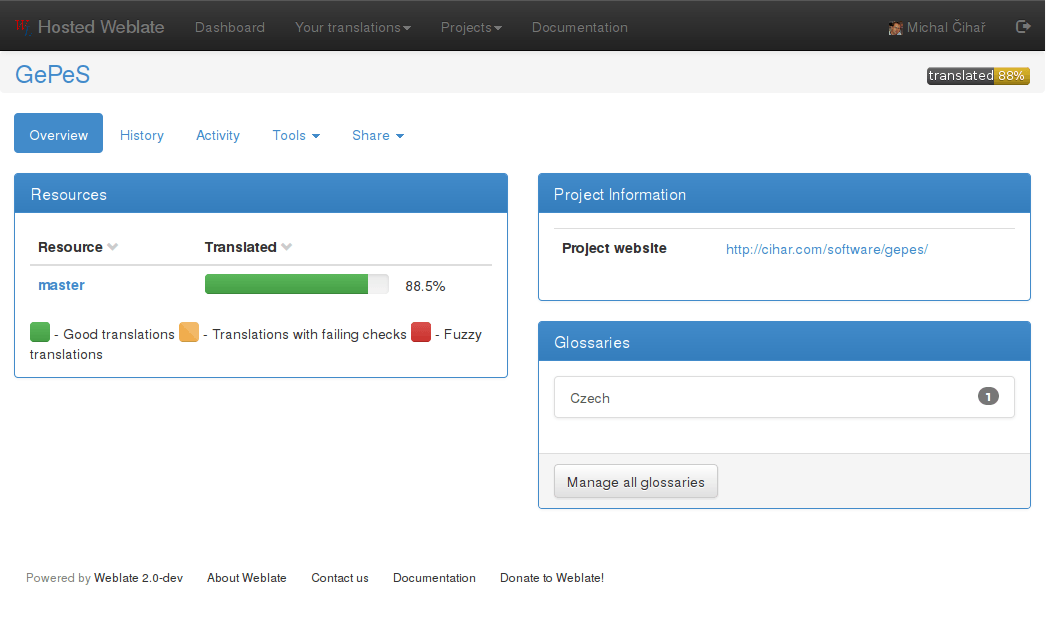 Hosted Weblate Dashboard Your translations Projects Documentation Michal Čihař
GePeS translated 88%
Overview History Activity Tools Share
Resources
Resource Translated
master 88.5%
- Good translations - Translations with failing checks - Fuzzy
translations
Project Information
Project website http://cihar.com/software/gepes/
Glossaries
Czech 1
Manage all glossaries
Powered by Weblate 2.0-dev About Weblate Contact us Documentation Donate to Weblate!